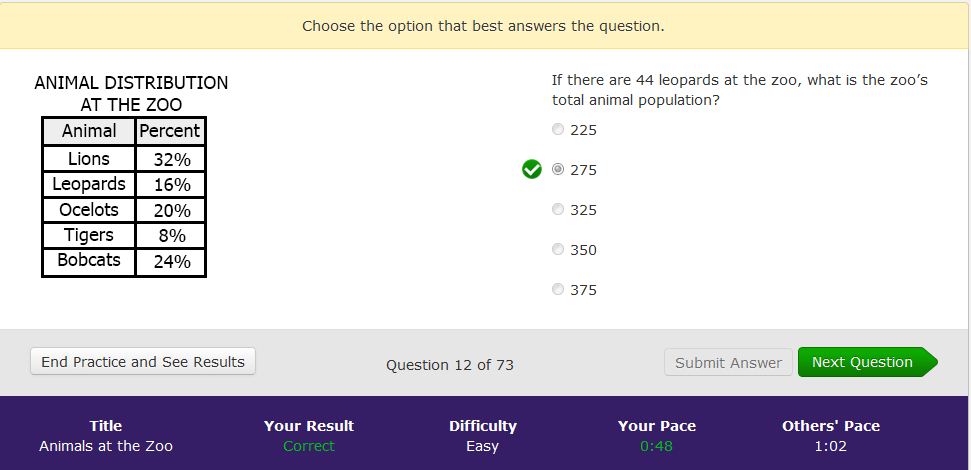 Choose the option that best answers the question.
ANIMAL DISTRIBUTION
AT THE ZOO
Animal Percent
Lions 32%
Leopards 16%
Ocelots 20%
Tigers 8%
Bobcats 24%
If there are 44 leopards at the zoo, what is the zoo’s
total animal population?
225
275
325
350
375
End Practice and See Results
Question 12 of 73
Submit Answer
Next Question
Title Your Result Difficulty Your Pace Others' Pace
Animals at the Zoo Correct Easy 0:48 1:02